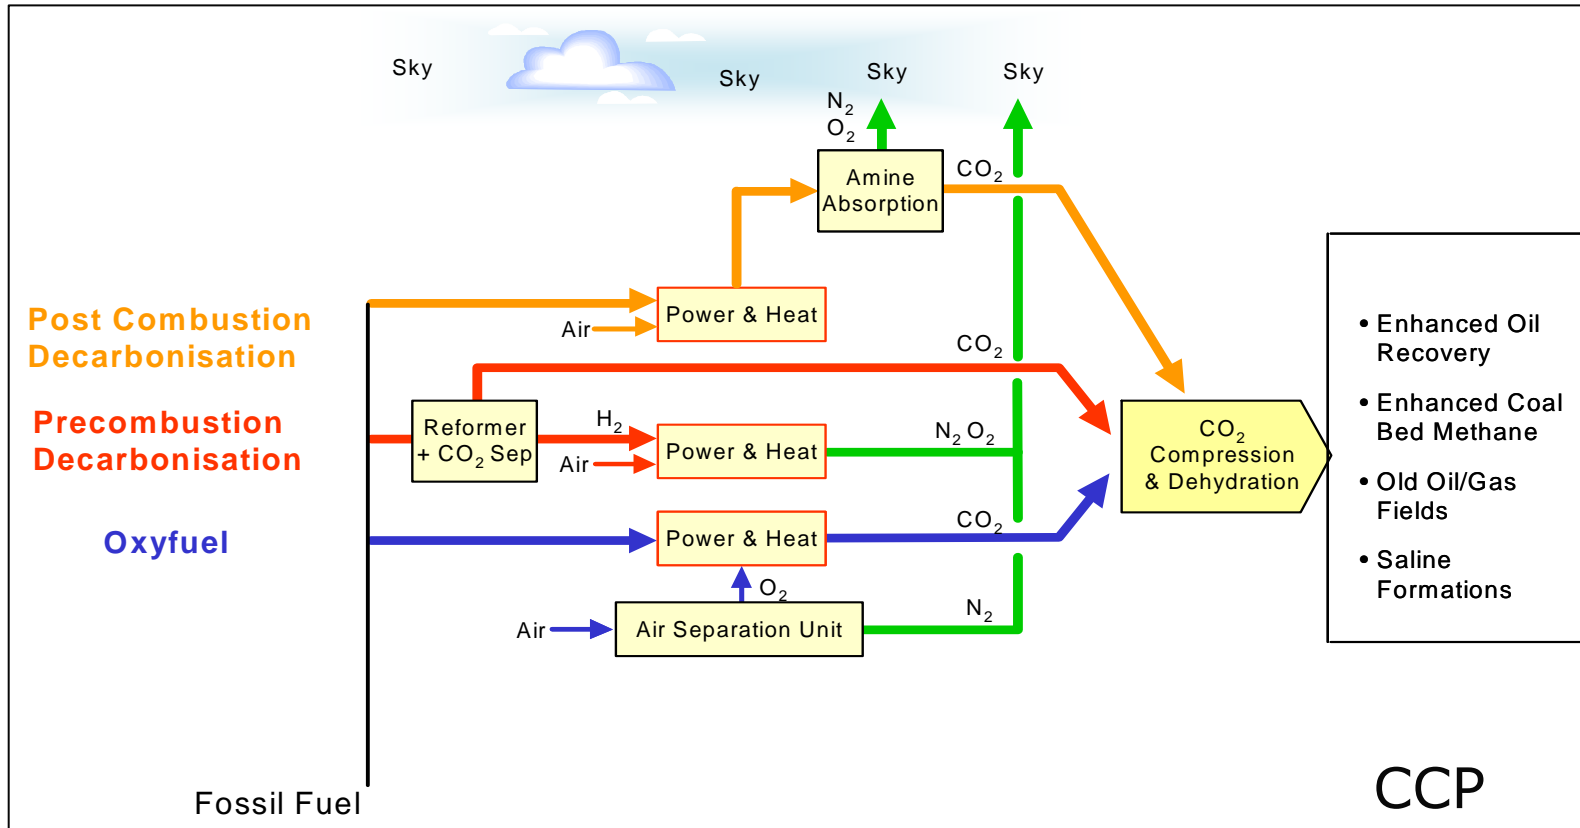 Sky
Sky
Sky
Sky
N2
O2
Amine
Absorption
CO2
Post Combustion
Decarbonisation
Power & Heat
Air
CO2
Precombustion
Decarbonisation
Reformer
+ CO2 Sep
H2
Air
Power & Heat
N2 O2
CO2
Compression
& Dehydration
• Enhanced Oil
Recovery
• Enhanced Coal
Bed Methane
• Old Oil/Gas
Fields
• Saline
Formations
Oxyfuel
Power & Heat
CO2
O2
Air
Air Separation Unit
N2
Fossil Fuel
CCP